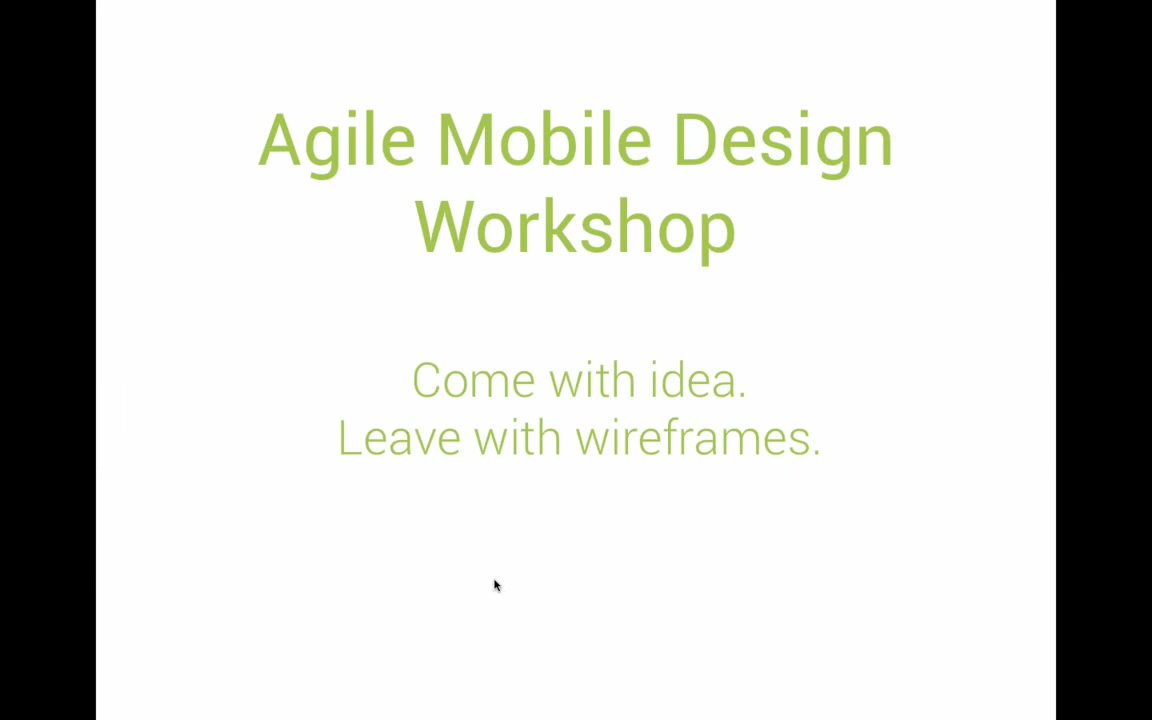 Agile Mobile Design
Workshop
Come with idea.
Leave with wireframes.